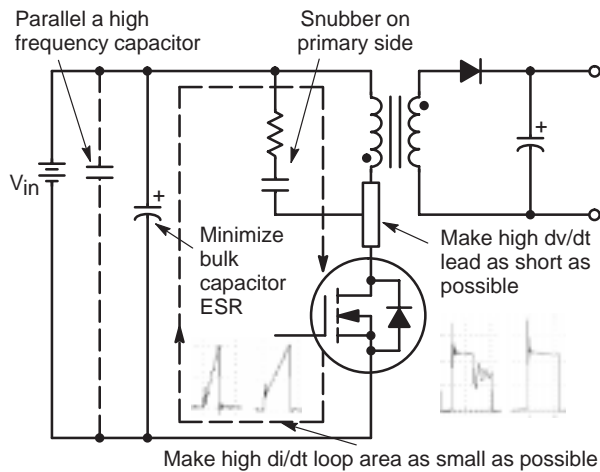 Parallel a high
frequency capacitor
Snubber on
primary side
+
Vin
+
Minimize
bulk
capacitor
ESR
Make high dv/dt
lead as short as
possible
Make high di/dt loop area as small as possible